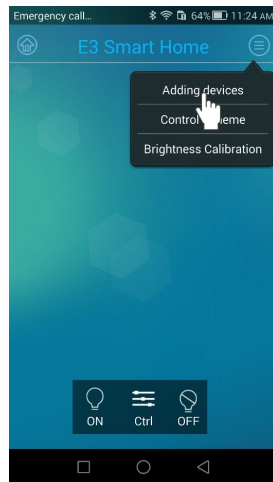 Emergency call... 64% 11:24 AM
E3 Smart Home
Adding devices
Control
Brightness Calibration
ON Ctrl OFF